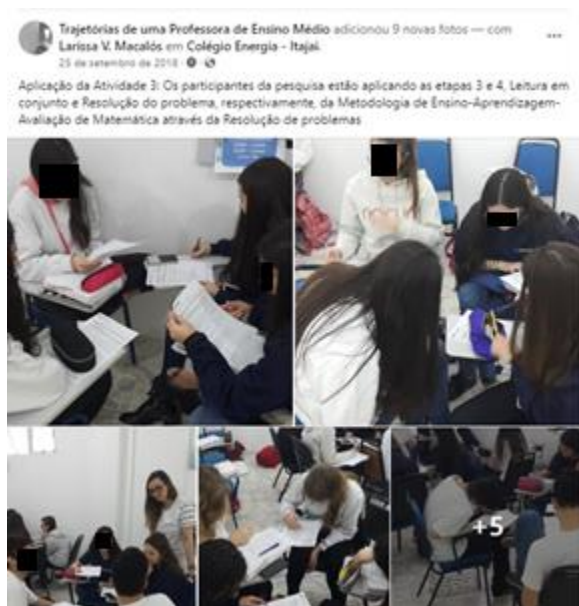 Trajetórias de uma Professora de Ensino Médio adicionou 9 novas fotos — com
Larissa V. Macalós em Colégio Energia - Itajaí.
25 de setembro de 2018 ·
Aplicação da Atividade 3: Os participantes da pesquisa estão aplicando as etapas 3 e 4, Leitura em
conjunto e Resolução do problema, respectivamente, da Metodologia de Ensino-Aprendizagem-
Avaliação de Matemática através da Resolução de problemas
+5